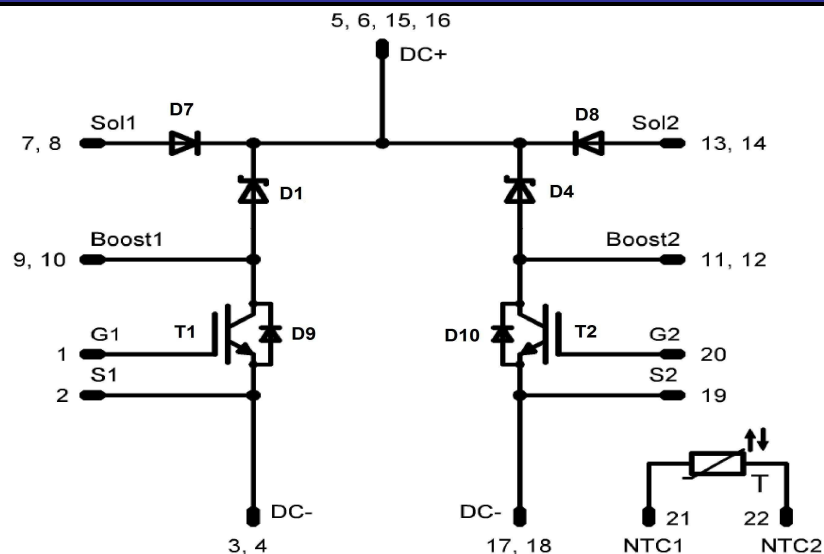 5, 6, 15, 16
DC+
D7
D8
Sol1
Sol2
7, 8
13, 14
D1
D4
Boost1
Boost2
9, 10
11, 12
G1
T1
D9
D10
T2
G2
1
20
S1
S2
2
19
T
DC-
DC-
21
22
3, 4
17, 18
NTC1
NTC2